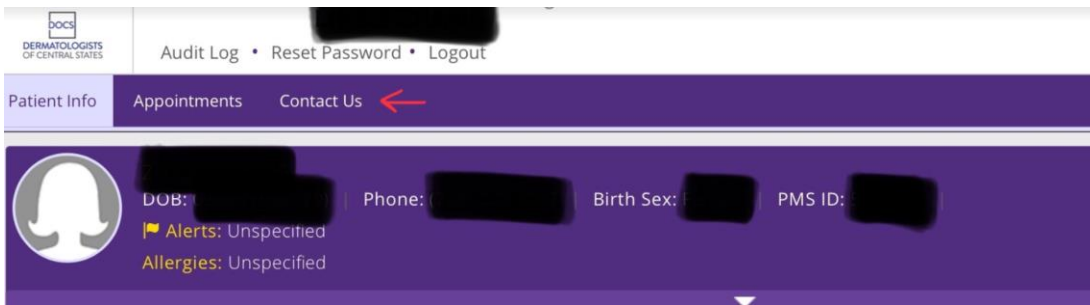 DOCS
DERMATOLOGISTS
OF CENTRAL STATES
Audit Log • Reset Password • Logout
Patient Info Appointments Contact Us
DOB: | Phone: | Birth Sex: | PMS ID: |
Alerts: Unspecified
Allergies: Unspecified